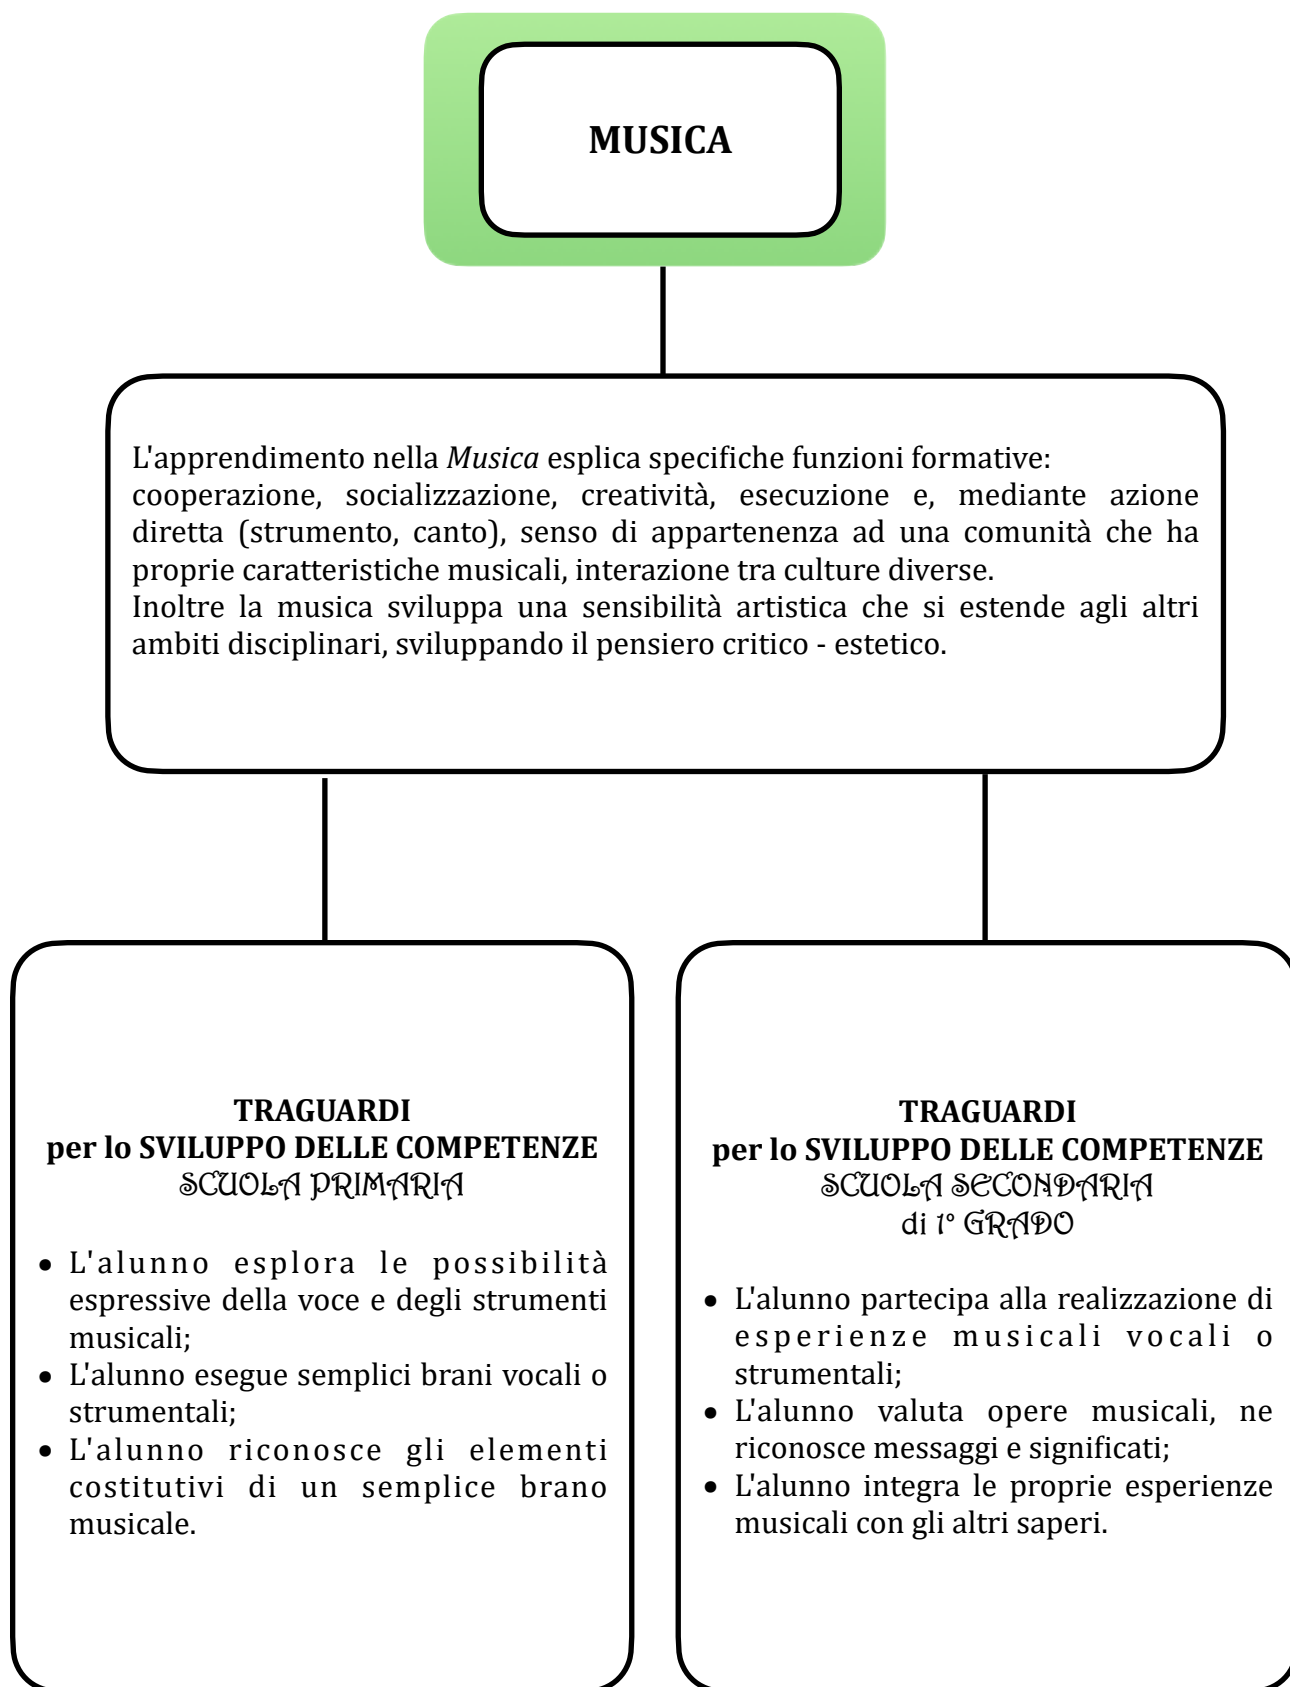 MUSICA
L'apprendimento nella Musica esplica specifiche funzioni formative:
cooperazione, socializzazione, creatività, esecuzione e, mediante azione
diretta (strumento, canto), senso di appartenenza ad una comunità che ha
proprie caratteristiche musicali, interazione tra culture diverse.
Inoltre la musica sviluppa una sensibilità artistica che si estende agli altri
ambiti disciplinari, sviluppando il pensiero critico - estetico.
TRAGUARDI
per lo SVILUPPO DELLE COMPETENZE
SCUOLA PRIMARIA
• L'alunno esplora le possibilità
espressive della voce e degli strumenti
musicali;
• L'alunno esegue semplici brani vocali o
strumentali;
• L'alunno riconosce gli elementi
costitutivi di un semplice brano
musicale.
TRAGUARDI
per lo SVILUPPO DELLE COMPETENZE
SCUOLA SECONDARIA
di 1° GRADO
• L'alunno partecipa alla realizzazione di
esperienze musicali vocali o
strumentali;
• L'alunno valuta opere musicali, ne
riconosce messaggi e significati;
• L'alunno integra le proprie esperienze
musicali con gli altri saperi.